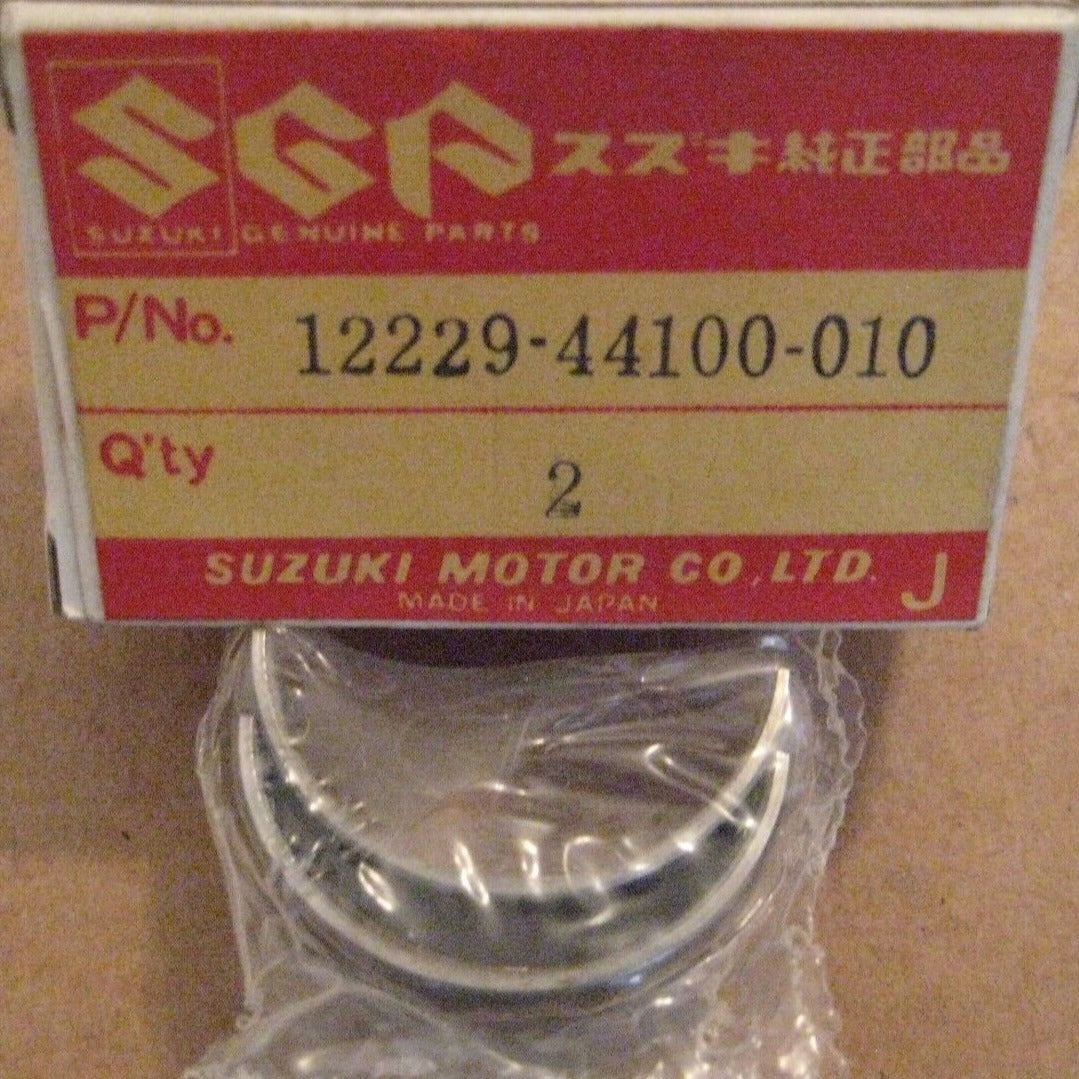 SGP スズキ純正部品
SUZUKI GENUINE PARTS
P/No. 12229-44100-010
Q'ty 2
SUZUKI MOTOR CO.,LTD. J
MADE IN JAPAN